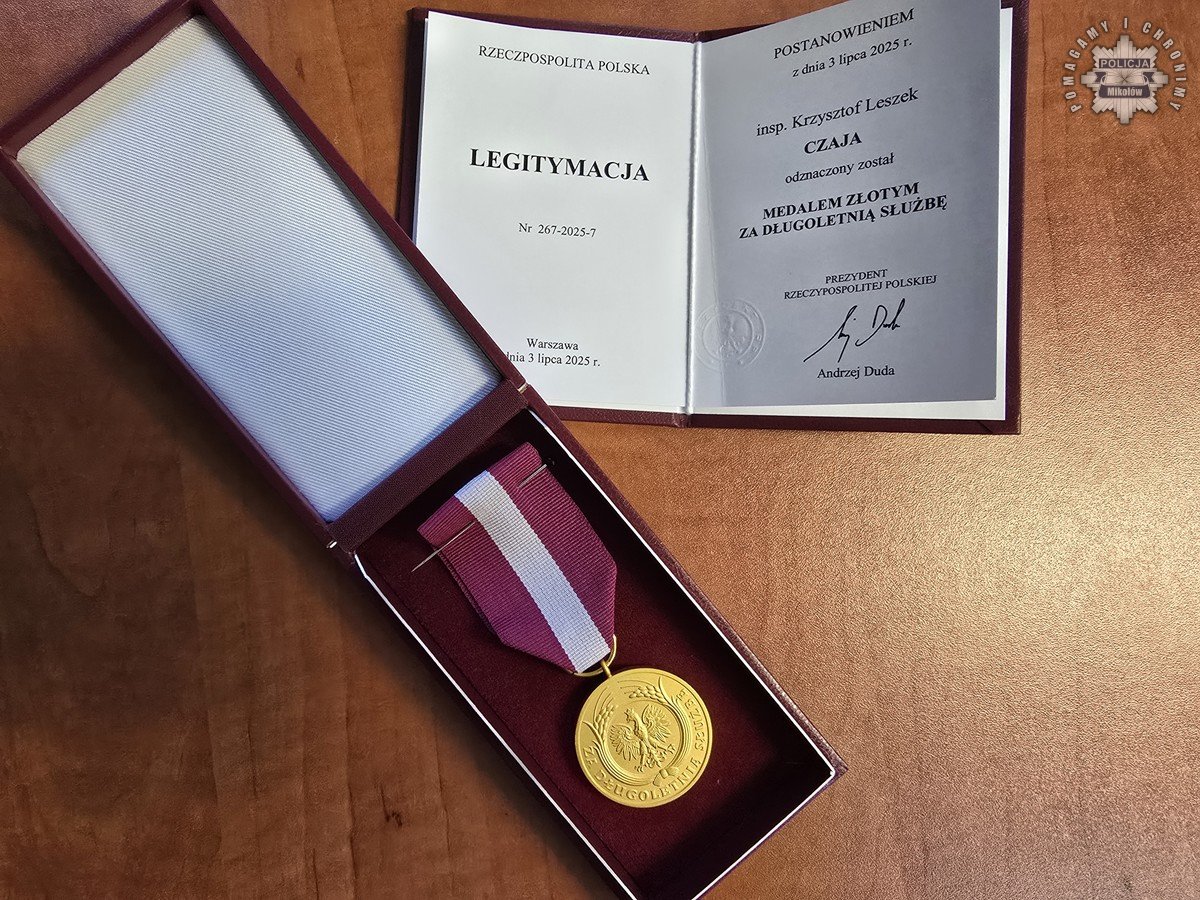 RZECZPOSPOLITA POLSKA
LEGITYMACJA
Nr 267-2025-7
Warszawa
dnia 3 lipca 2025 r.
POSTANOWIENIEM
z dnia 3 lipca 2025 r.
insp. Krzysztof Leszek
CZAJA
odznaczony został
MEDALEM ZŁOTYM
ZA DŁUGOLETNIĄ SŁUŻBĘ
PREZYDENT
RZECZYPOSPOLITEJ POLSKIEJ
Andrzej Duda
ZA DŁUGOLETNIĄ SŁUŻBĘ
POMAGAMY I CHRONIMY
POLICJA
Mikołów